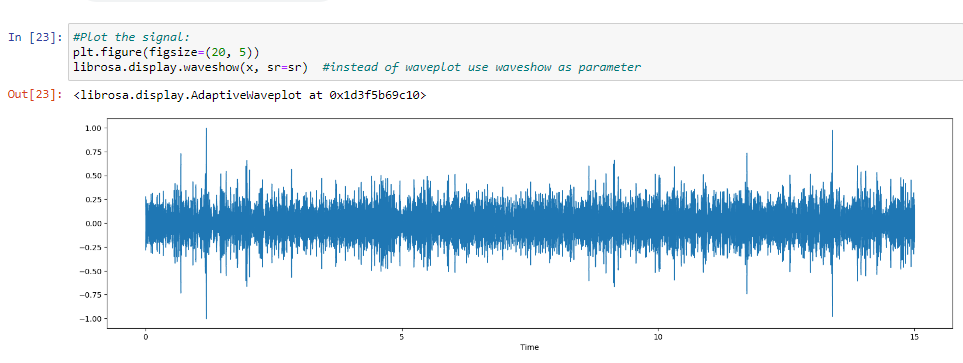 In [23]: #Plot the signal:
plt.figure(figsize=(20, 5))
librosa.display.waveshow(x, sr=sr)  #instead of waveplot use waveshow as parameter
Out[23]: <librosa.display.AdaptiveWaveplot at 0x1d3f5b69c10>
1.00
0.75
0.50
0.25
0.00
−0.25
−0.50
−0.75
−1.00
0 5 10 15
Time